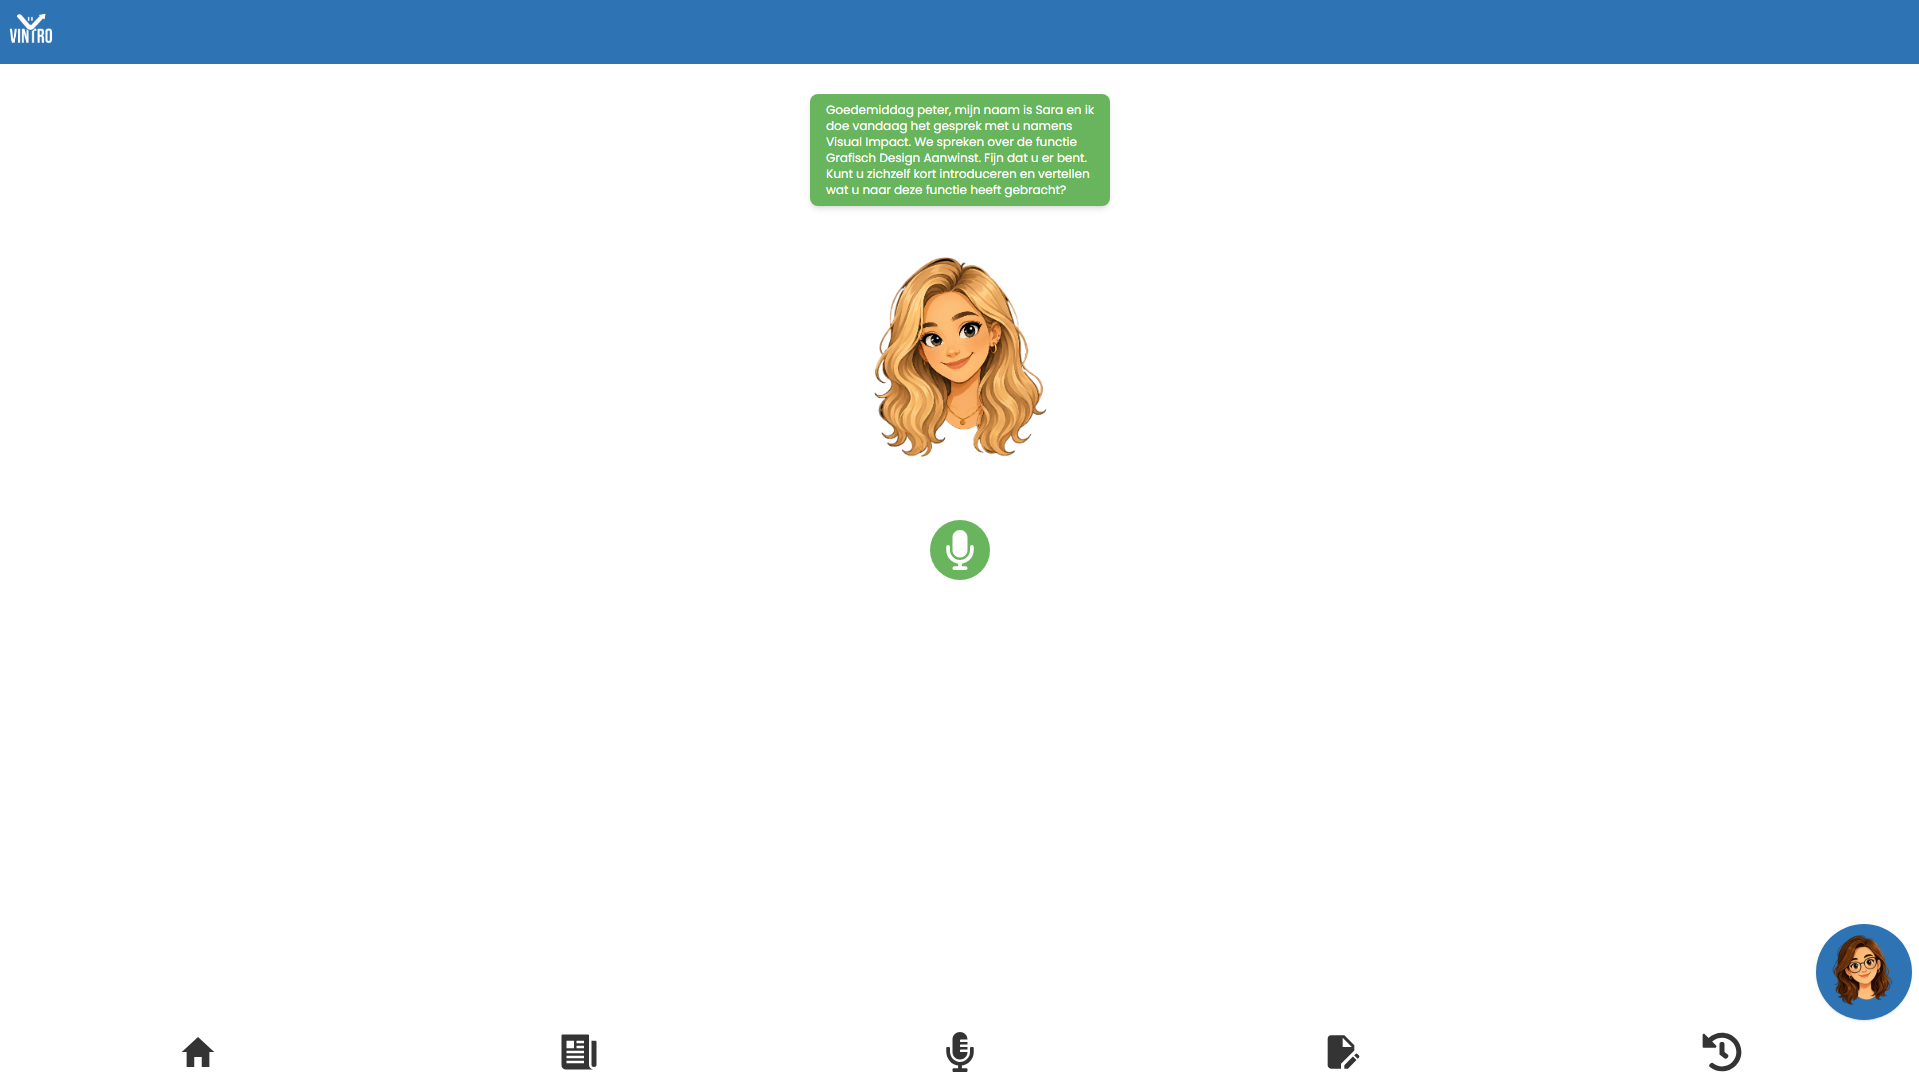 VINTRO
Goedemiddag peter, mijn naam is Sara en ik
doe vandaag het gesprek met u namens
Visual Impact. We spreken over de functie
Grafisch Design Aanwinst. Fijn dat u er bent.
Kunt u zichzelf kort introduceren en vertellen
wat u naar deze functie heeft gebracht?